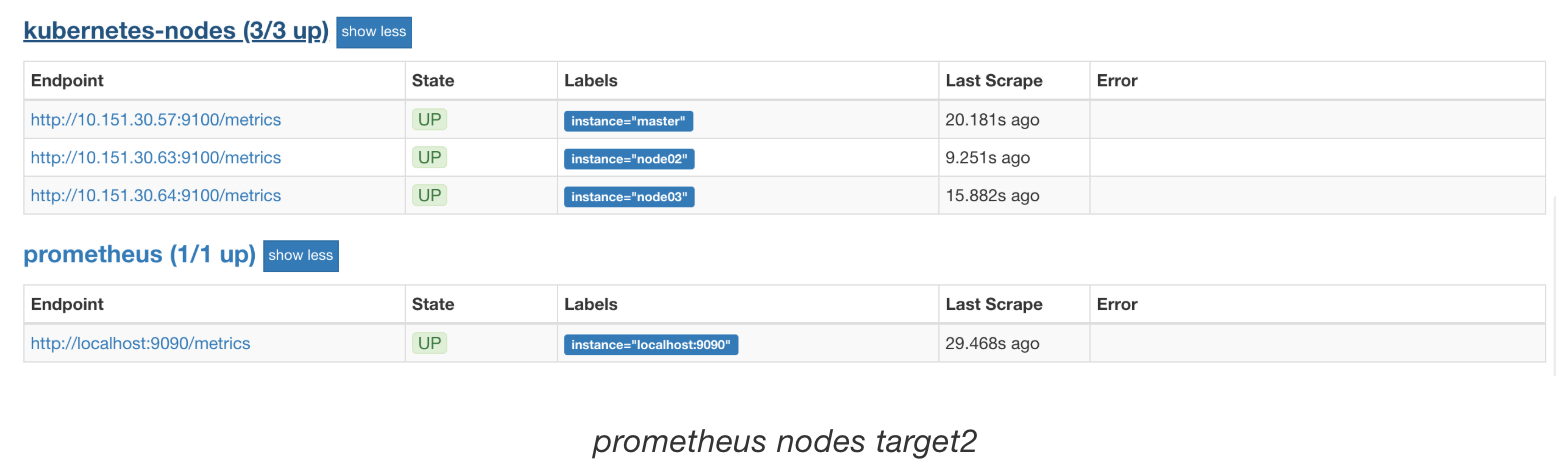 kubernetes-nodes (3/3 up) show less
Endpoint State Labels Last Scrape Error
http://10.151.30.57:9100/metrics UP instance="master" 20.181s ago
http://10.151.30.63:9100/metrics UP instance="node02" 9.251s ago
http://10.151.30.64:9100/metrics UP instance="node03" 15.882s ago
prometheus (1/1 up) show less
Endpoint State Labels Last Scrape Error
http://localhost:9090/metrics UP instance="localhost:9090" 29.468s ago
prometheus nodes target2